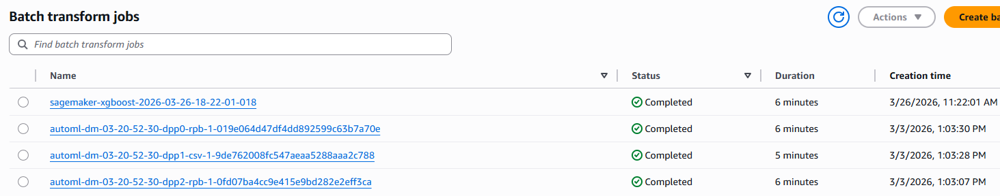 Batch transform jobs
Actions
Create ba
Find batch transform jobs
Name Status Duration Creation time
sagemaker-xgboost-2026-03-26-18-22-01-018 Completed 6 minutes 3/26/2026, 11:22:01 AM
automl-dm-03-20-52-30-dpp0-rpb-1-019e064d47df4dd892599c63b7a70e Completed 6 minutes 3/3/2026, 1:03:30 PM
automl-dm-03-20-52-30-dpp1-csv-1-9de762008fc547aeaa5288aaa2c788 Completed 5 minutes 3/3/2026, 1:03:28 PM
automl-dm-03-20-52-30-dpp2-rpb-1-0fd07ba4cc9e415e9bd282e2eff3ca Completed 6 minutes 3/3/2026, 1:03:07 PM